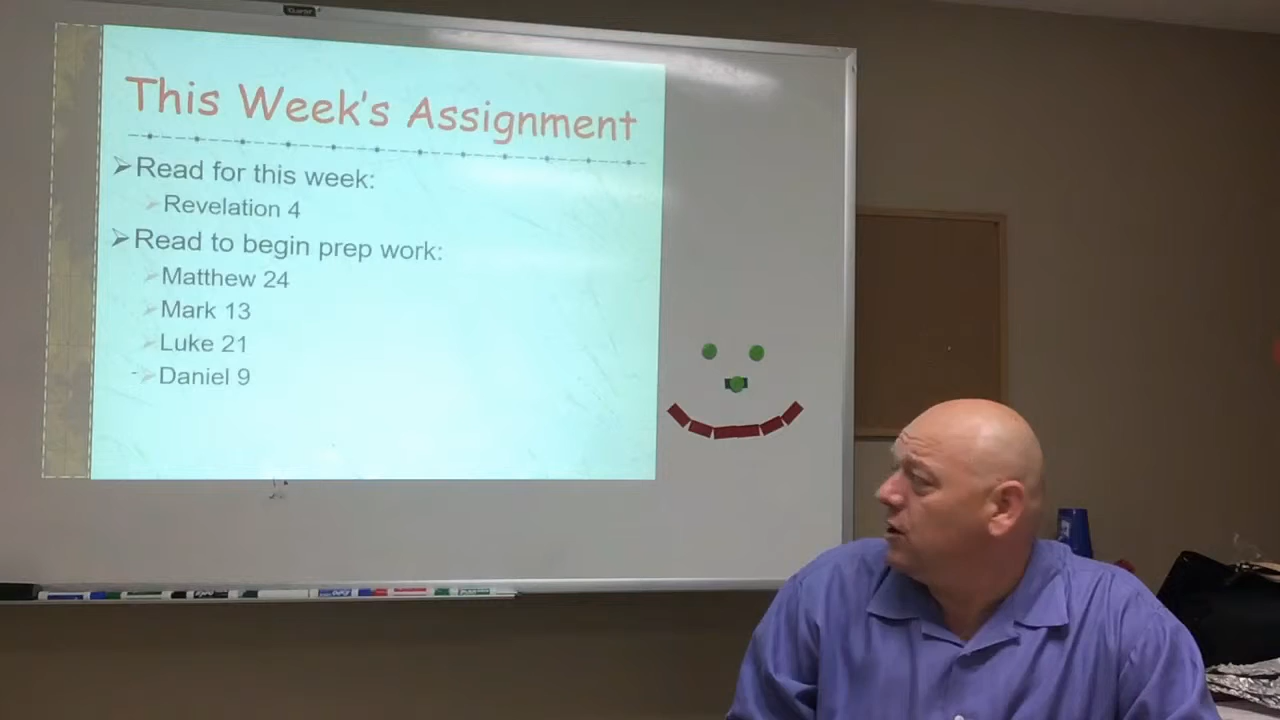 This Week's Assignment
Read for this week:
Revelation 4
Read to begin prep work:
Matthew 24
Mark 13
Luke 21
Daniel 9